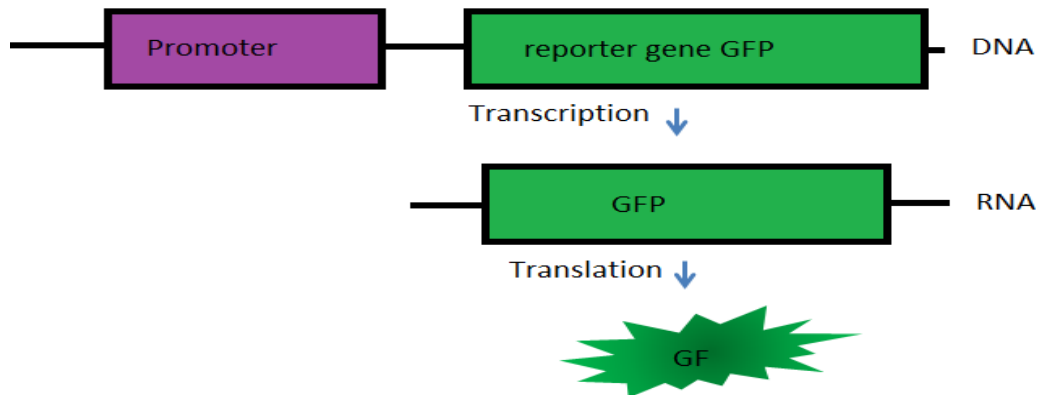 Promoter
reporter gene GFP
DNA
Transcription
GFP
RNA
Translation
GF